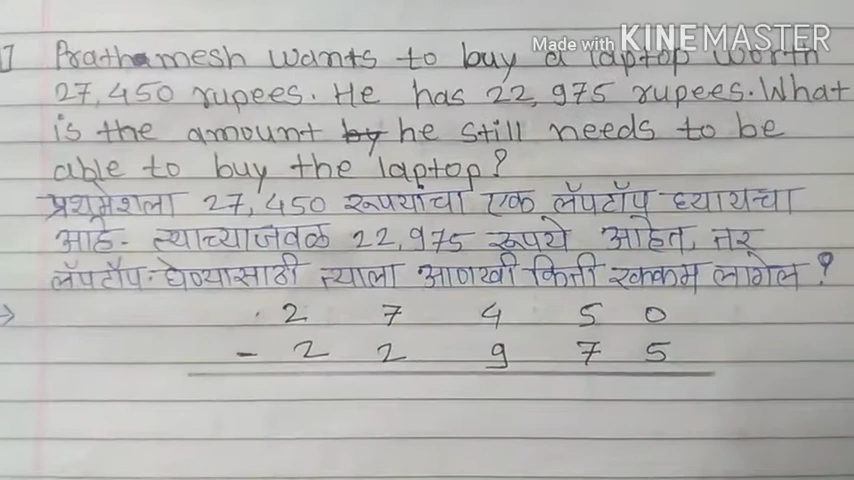 Made with KINEMASTER
Prathamesh wants to buy a laptop worth
27,450 rupees. He has 22,975 rupees. What
is the amount by he still needs to be
able to buy the laptop?
प्रथमेशला 27,450 रूपयांचा एक लॅपटॉप घ्यायचा
आहे. त्याच्याजवळ 22,975 रूपये आहेत, तर
लॅपटॉप घेण्यासाठी त्याला आणखी किती रक्कम लागेल?
→ 2 7 4 5 0
- 2 2 9 7 5